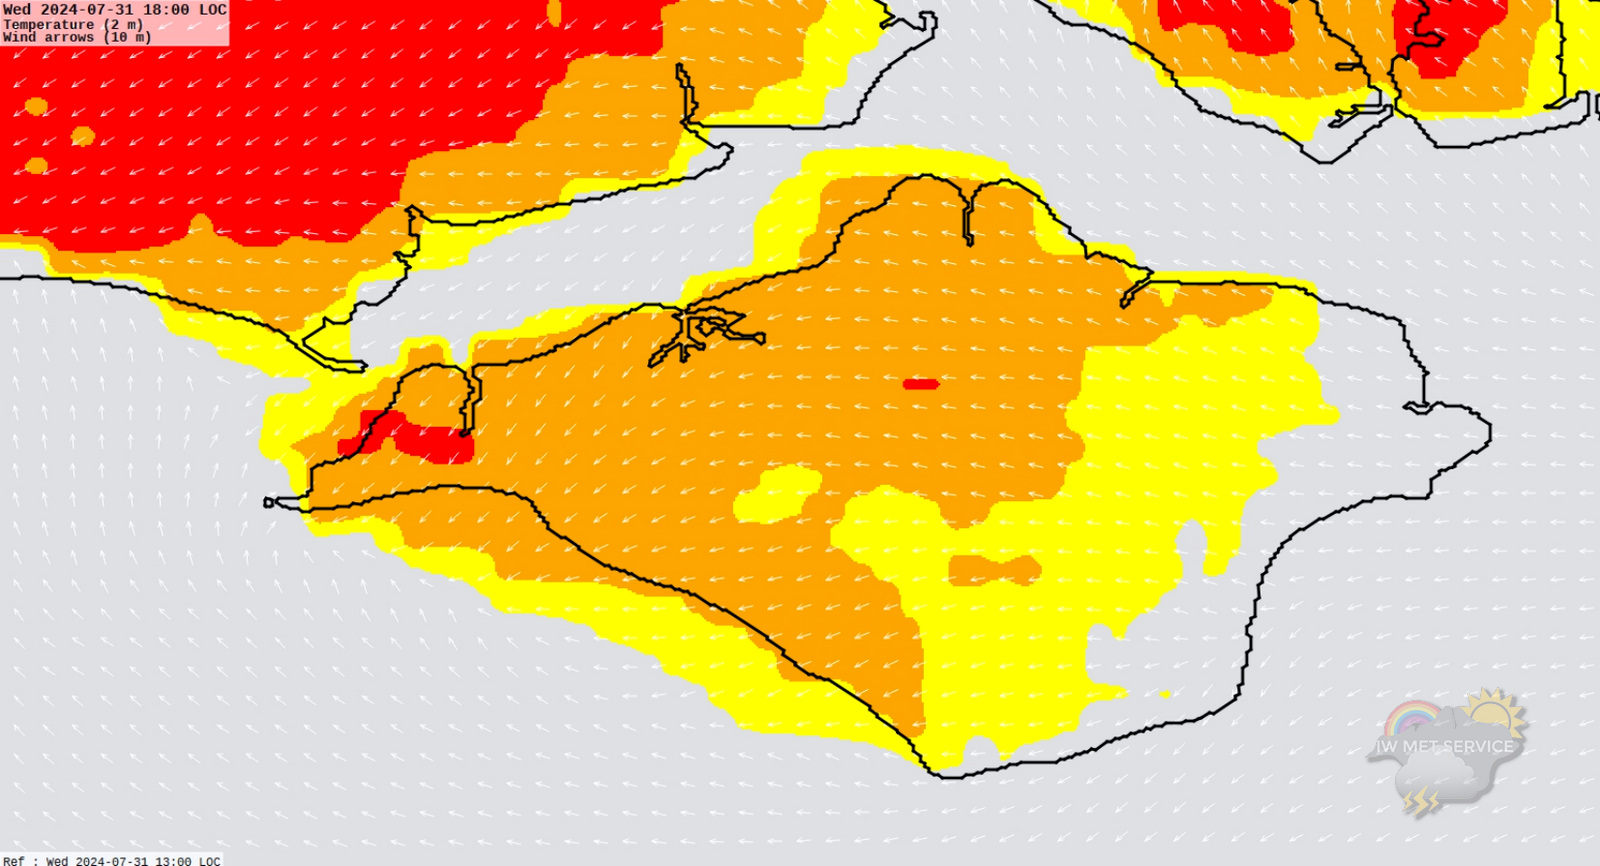 Wed 2024-07-31 18:00 LOC
Temperature (2 m)
Wind arrows (10 m)
IW MET SERVICE
Ref : Wed 2024-07-31 13:00 LOC